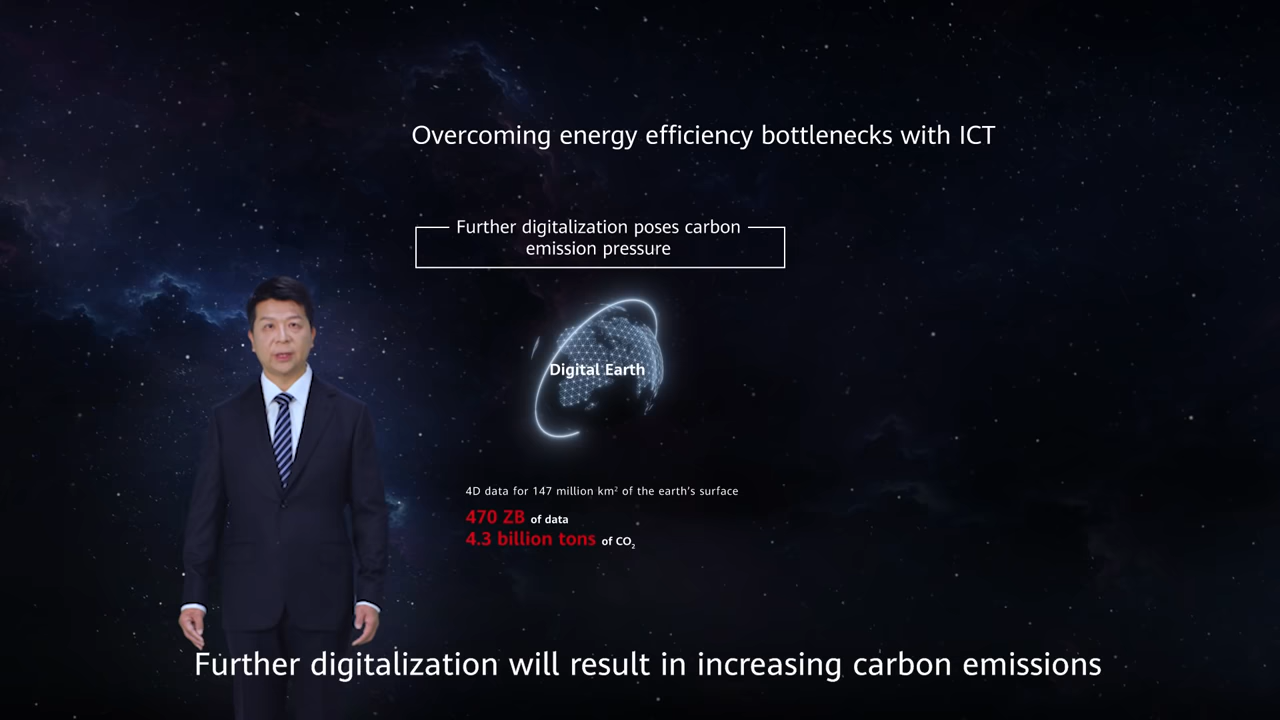 Overcoming energy efficiency bottlenecks with ICT
Further digitalization poses carbon
emission pressure
Digital Earth
4D data for 147 million km² of the earth's surface
470 ZB of data
4.3 billion tons of CO₂
Further digitalization will result in increasing carbon emissions